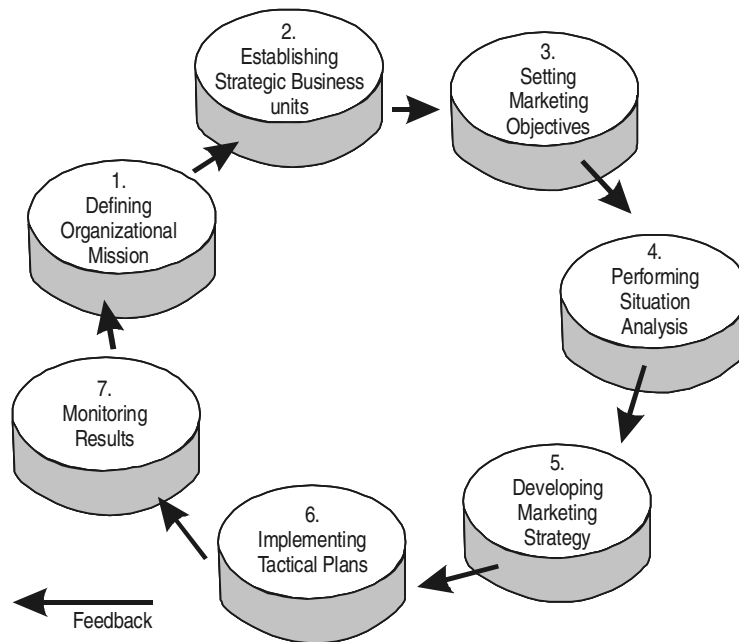 1.
Defining
Organizational
Mission
2.
Establishing
Strategic Business
units
3.
Setting
Marketing
Objectives
4.
Performing
Situation
Analysis
5.
Developing
Marketing
Strategy
6.
Implementing
Tactical Plans
7.
Monitoring
Results
Feedback